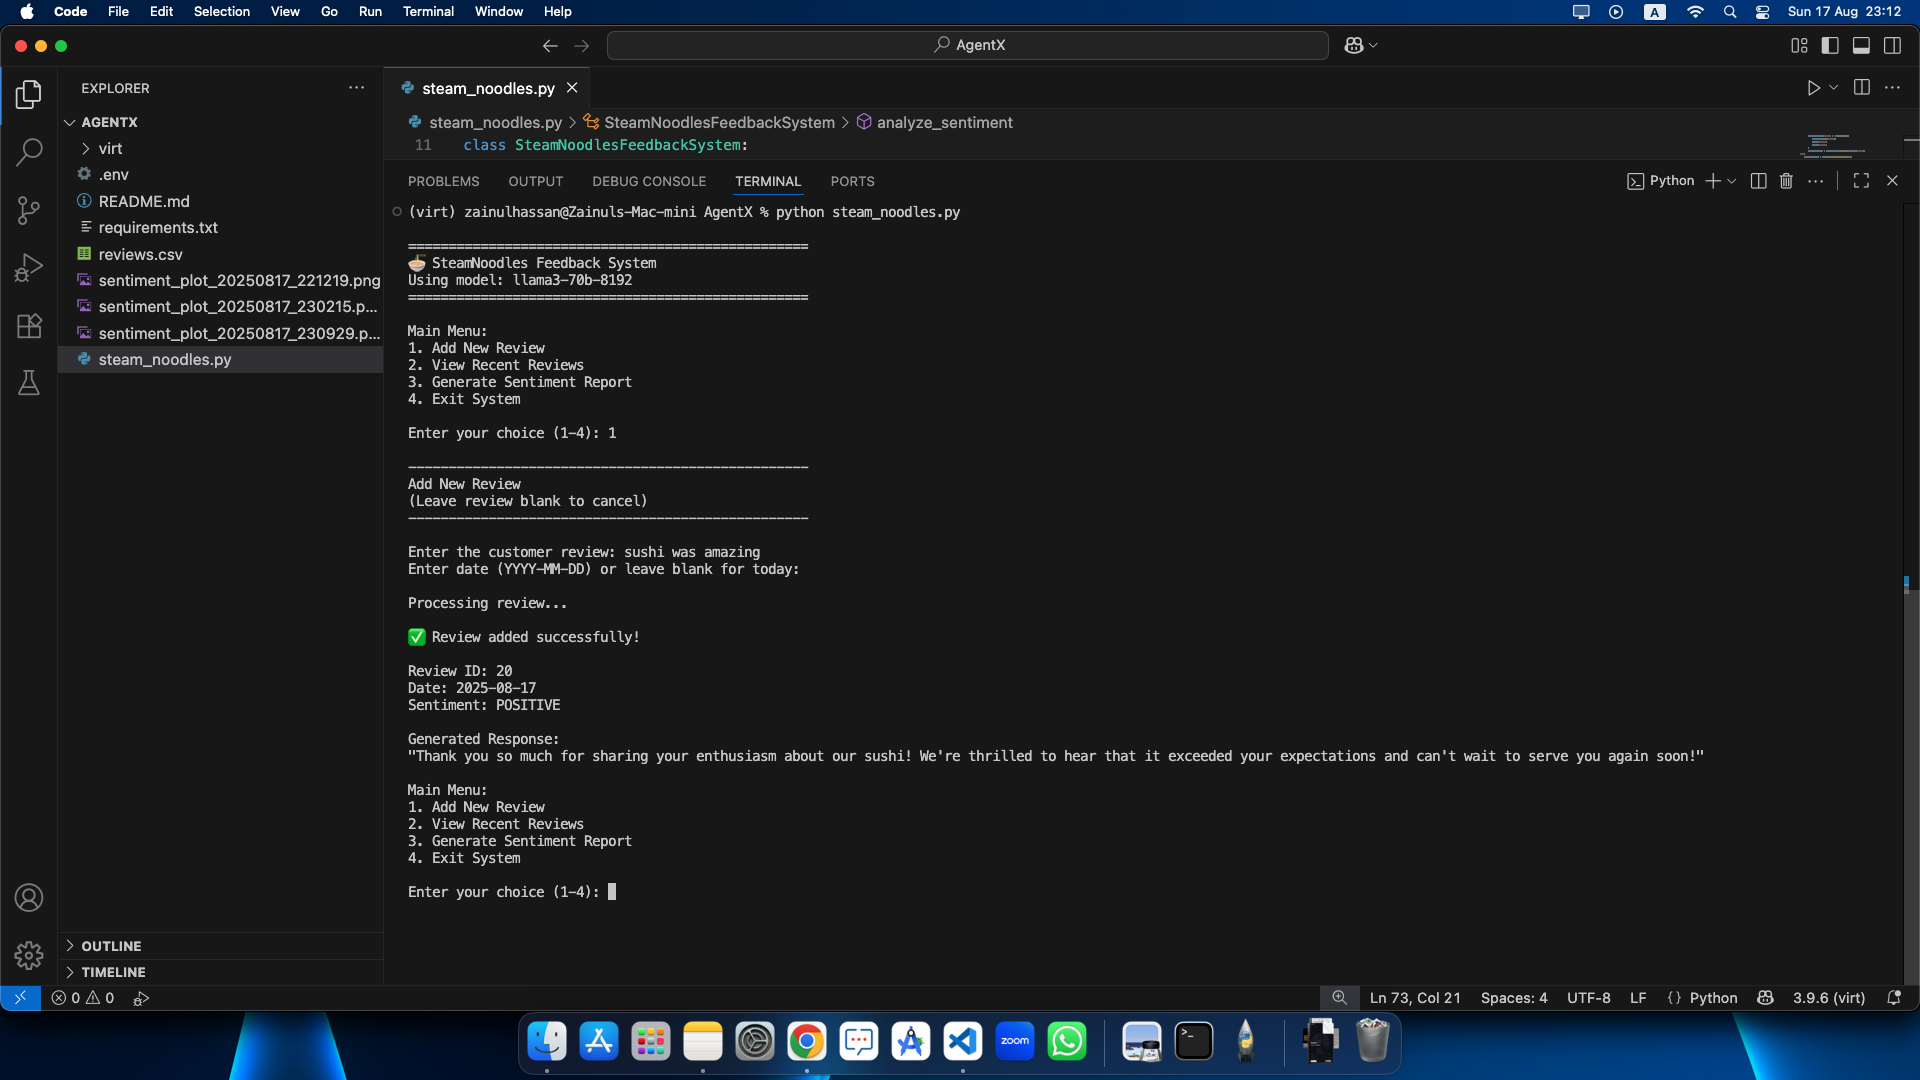 Code File Edit Selection View Go Run Terminal Window Help
A Sun 17 Aug 23:12
AgentX
EXPLORER
AGENTX
virt
.env
README.md
requirements.txt
reviews.csv
sentiment_plot_20250817_221219.png
sentiment_plot_20250817_230215.p...
sentiment_plot_20250817_230929.p...
steam_noodles.py
OUTLINE
TIMELINE
steam_noodles.py
steam_noodles.py > SteamNoodlesFeedbackSystem > analyze_sentiment
11 class SteamNoodlesFeedbackSystem:
PROBLEMS OUTPUT DEBUG CONSOLE TERMINAL PORTS
Python
(virt) zainulhassan@Zainuls-Mac-mini AgentX % python steam_noodles.py
==================================================
🍜 SteamNoodles Feedback System
Using model: llama3-70b-8192
==================================================
Main Menu:
1. Add New Review
2. View Recent Reviews
3. Generate Sentiment Report
4. Exit System
Enter your choice (1-4): 1
--------------------------------------------------
Add New Review
(Leave review blank to cancel)
--------------------------------------------------
Enter the customer review: sushi was amazing
Enter date (YYYY-MM-DD) or leave blank for today:
Processing review...
✅ Review added successfully!
Review ID: 20
Date: 2025-08-17
Sentiment: POSITIVE
Generated Response:
"Thank you so much for sharing your enthusiasm about our sushi! We're thrilled to hear that it exceeded your expectations and can't wait to serve you again soon!"
Main Menu:
1. Add New Review
2. View Recent Reviews
3. Generate Sentiment Report
4. Exit System
Enter your choice (1-4):
0 0
Ln 73, Col 21 Spaces: 4 UTF-8 LF {} Python 3.9.6 (virt)
zoom